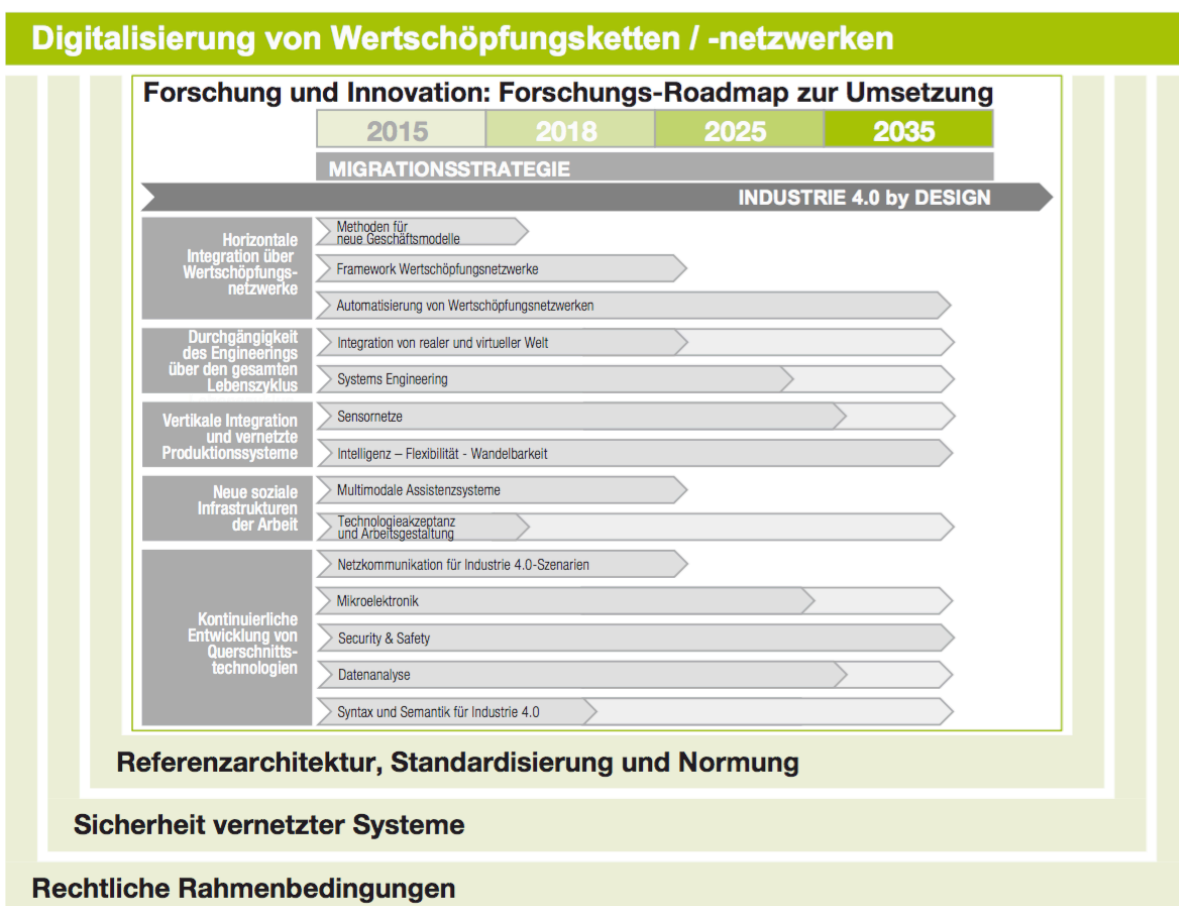 Digitalisierung von Wertschöpfungsketten / -netzwerken
Forschung und Innovation: Forschungs-Roadmap zur Umsetzung
2015 2018 2025 2035
MIGRATIONSSTRATEGIE
INDUSTRIE 4.0 by DESIGN
Horizontale
Integration über
Wertschöpfungs-
netzwerke
Methoden für
neue Geschäftsmodelle
Framework Wertschöpfungsnetzwerke
Automatisierung von Wertschöpfungsnetzwerken
Durchgängigkeit
des Engineerings
über den gesamten
Lebenszyklus
Integration von realer und virtueller Welt
Systems Engineering
Vertikale Integration
und vernetzte
Produktionssysteme
Sensornetze
Intelligenz – Flexibilität - Wandelbarkeit
Neue soziale
Infrastrukturen
der Arbeit
Multimodale Assistenzsysteme
Technologieakzeptanz
und Arbeitsgestaltung
Kontinuierliche
Entwicklung von
Querschnitts-
technologien
Netzkommunikation für Industrie 4.0-Szenarien
Mikroelektronik
Security & Safety
Datenanalyse
Syntax und Semantik für Industrie 4.0
Referenzarchitektur, Standardisierung und Normung
Sicherheit vernetzter Systeme
Rechtliche Rahmenbedingungen